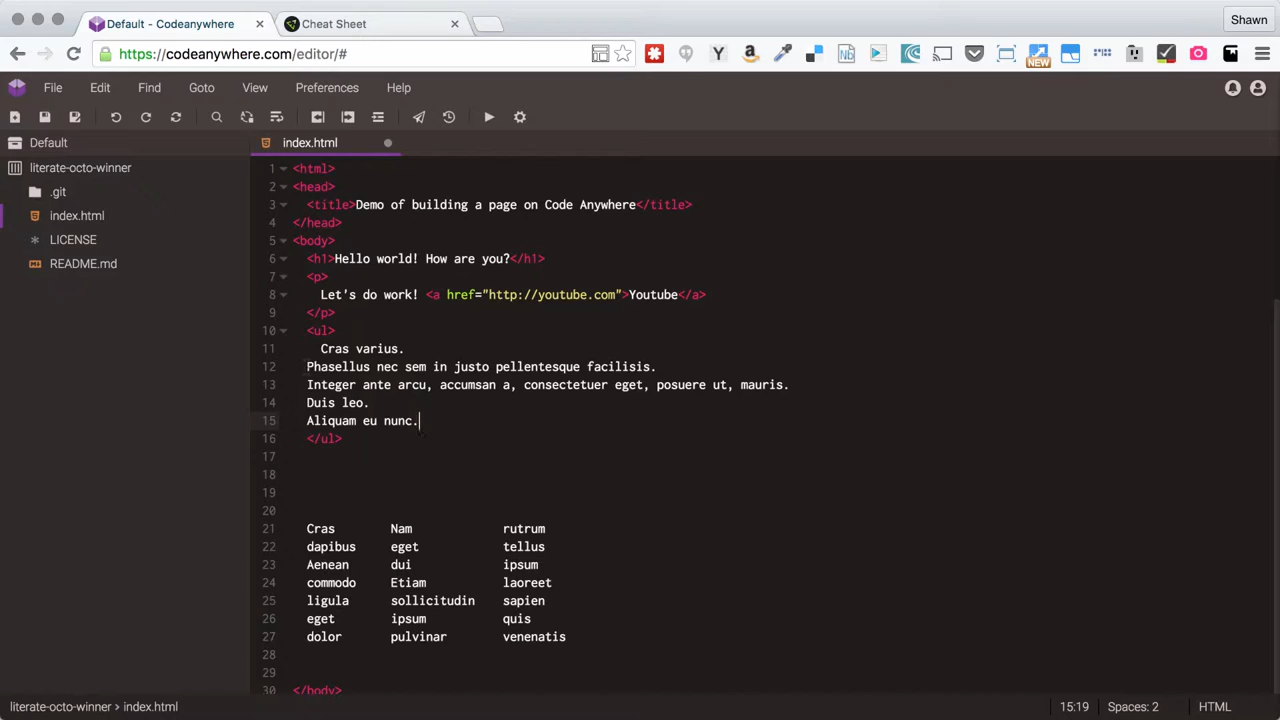 Default - Codeanywhere
Cheat Sheet
Shawn
https://codeanywhere.com/editor/#
NEW
File Edit Find Goto View Preferences Help
Default
index.html
literate-octo-winner
.git
index.html
LICENSE
README.md
1 <html>
2 <head>
3 <title>Demo of building a page on Code Anywhere</title>
4 </head>
5 <body>
6 <h1>Hello world! How are you?</h1>
7 <p>
8 Let's do work! <a href="http://youtube.com">Youtube</a>
9 </p>
10 <ul>
11 Cras varius.
12 Phasellus nec sem in justo pellentesque facilisis.
13 Integer ante arcu, accumsan a, consectetuer eget, posuere ut, mauris.
14 Duis leo.
15 Aliquam eu nunc.
16 </ul>
17
18
19
20
21 Cras Nam rutrum
22 dapibus eget tellus
23 Aenean dui ipsum
24 commodo Etiam laoreet
25 ligula sollicitudin sapien
26 eget ipsum quis
27 dolor pulvinar venenatis
28
29
30 </body>
literate-octo-winner > index.html
15:19 Spaces: 2 HTML